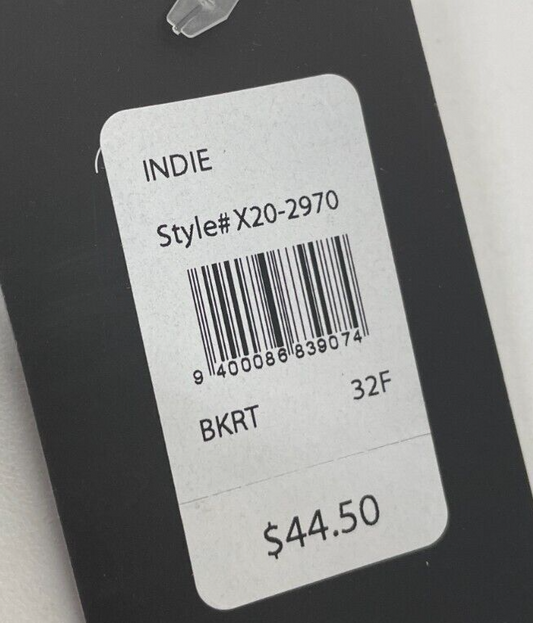 INDIE
Style# X20-2970
9 400086 839074
BKRT 32F
$44.50